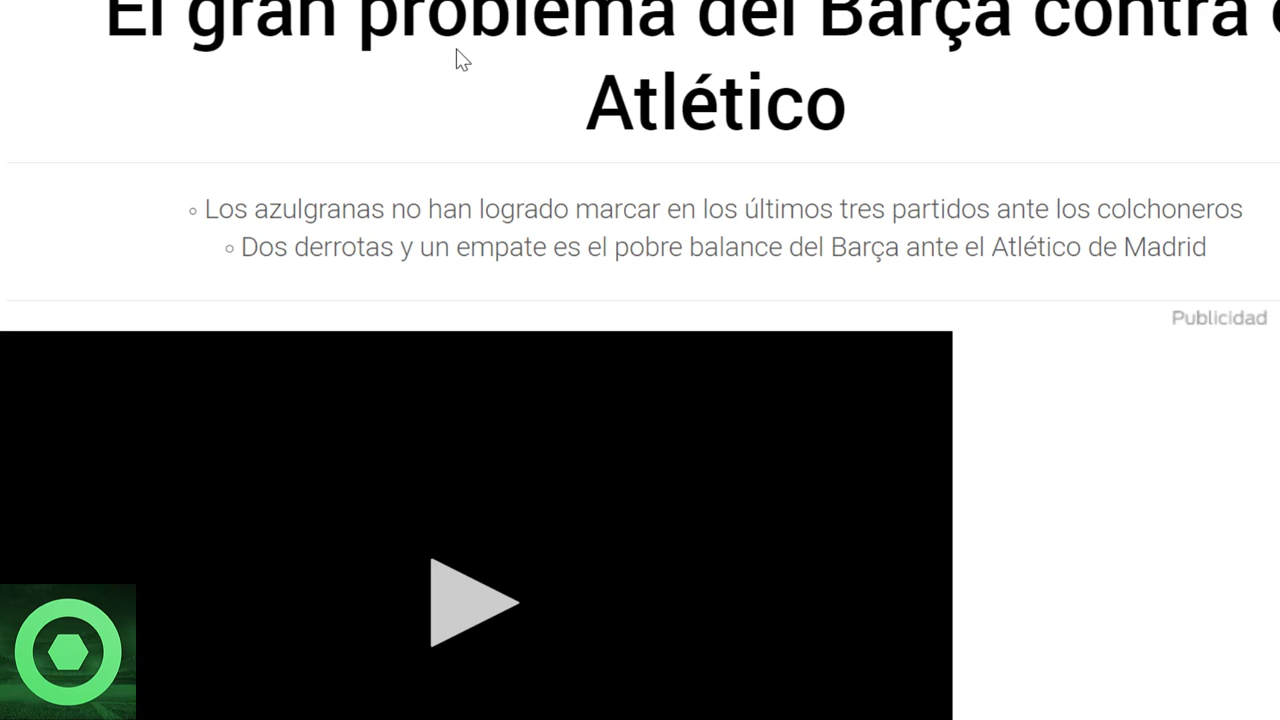 El gran problema del Barça contra
Atlético
Los azulgranas no han logrado marcar en los últimos tres partidos ante los colchoneros
Dos derrotas y un empate es el pobre balance del Barça ante el Atlético de Madrid
Publicidad